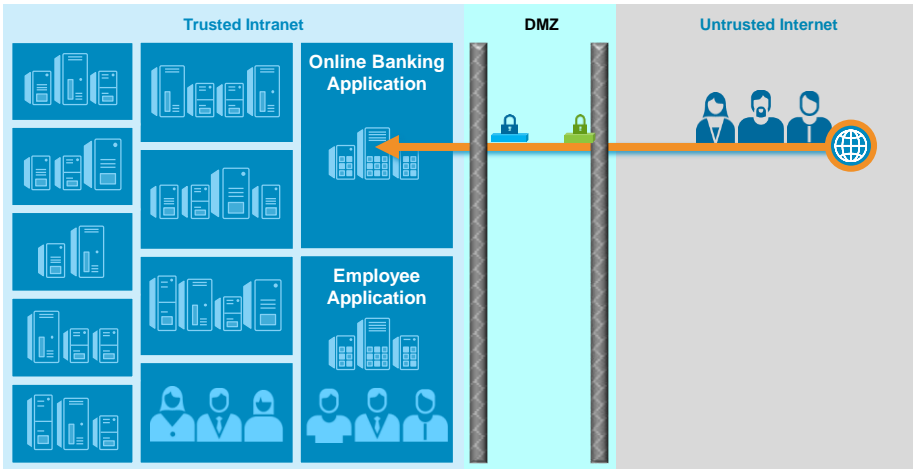 Trusted Intranet
DMZ
Untrusted Internet
Online Banking
Application
Employee
Application